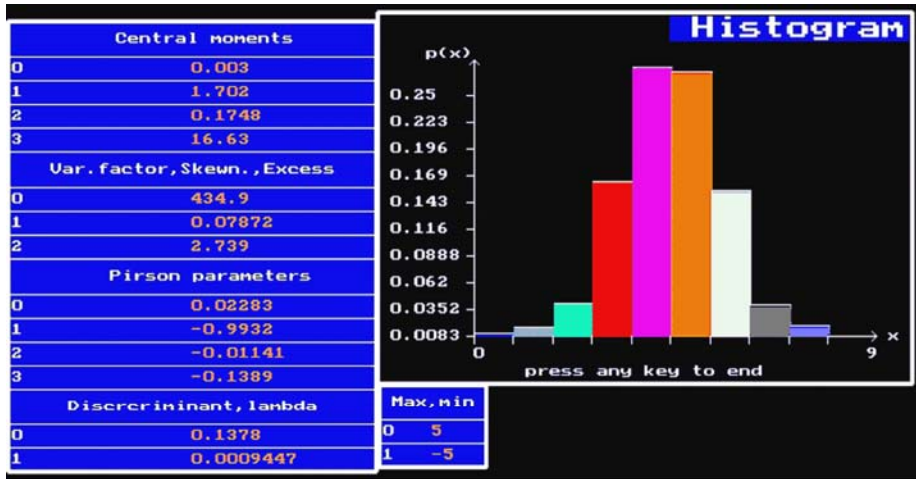 Central moments
0 0.003
1 1.702
2 0.1748
3 16.63
Var.factor,Skewn.,Excess
0 434.9
1 0.07872
2 2.739
Pirson parameters
0 0.02283
1 -0.9932
2 -0.01141
3 -0.1389
Discrcriminant,lambda
0 0.1378
1 0.0009447
Histogram
p(x)
0.25
0.223
0.196
0.169
0.143
0.116
0.0888
0.062
0.0352
0.0083
x
0 9
press any key to end
Max,min
0 5
1 -5